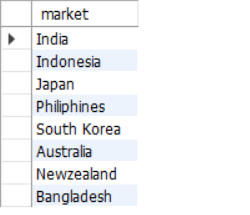 market
India
Indonesia
Japan
Philiphines
South Korea
Australia
Newzealand
Bangladesh